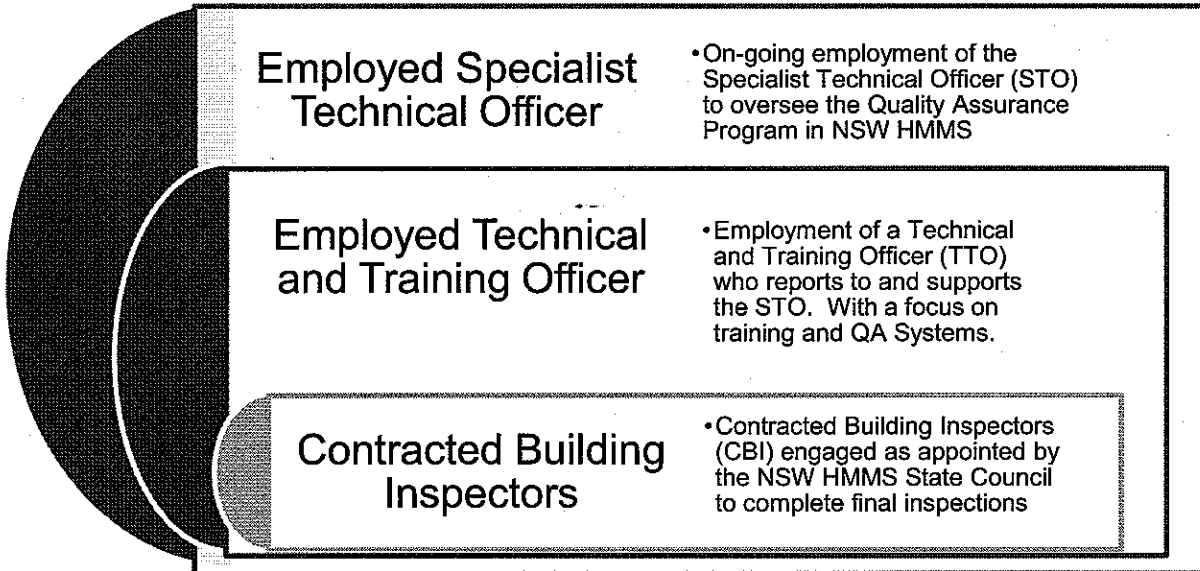 Employed Specialist
Technical Officer
•On-going employment of the
Specialist Technical Officer (STO)
to oversee the Quality Assurance
Program in NSW HMMS
Employed Technical
and Training Officer
•Employment of a Technical
and Training Officer (TTO)
who reports to and supports
the STO. With a focus on
training and QA Systems.
Contracted Building
Inspectors
•Contracted Building Inspectors
(CBI) engaged as appointed by
the NSW HMMS State Council
to complete final inspections